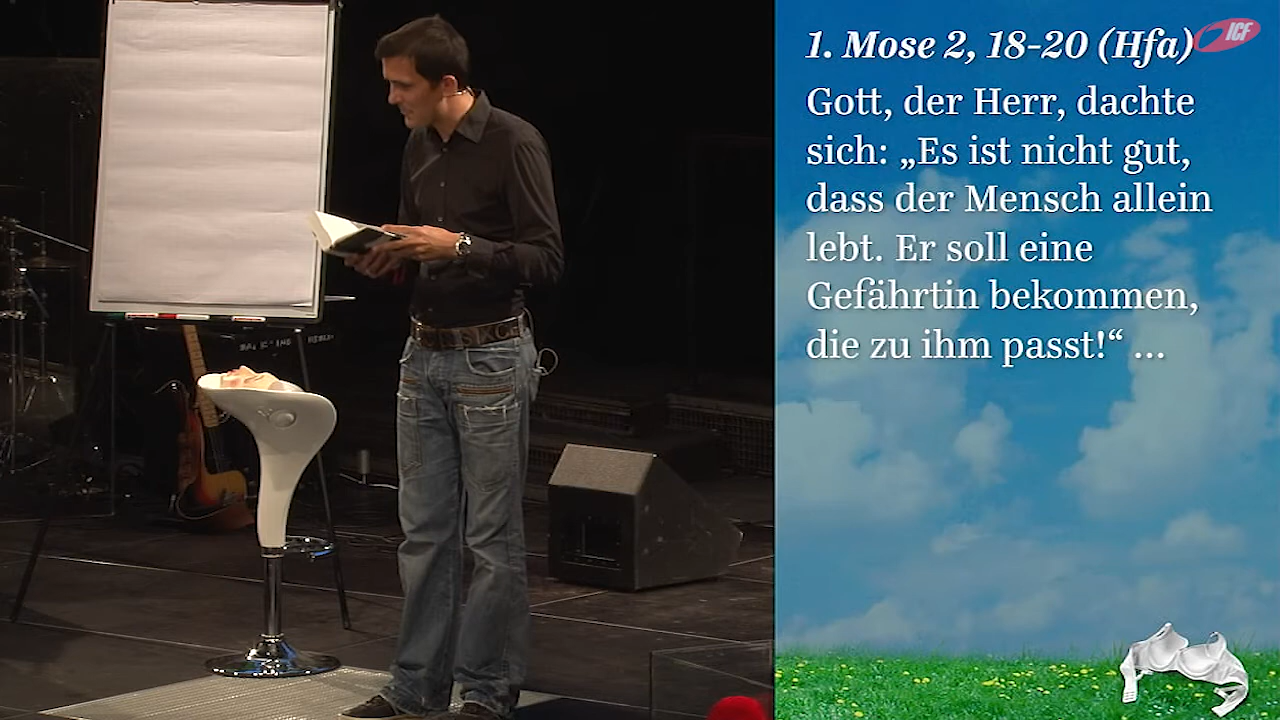 1. Mose 2, 18-20 (Hfa)
ICF
Gott, der Herr, dachte
sich: „Es ist nicht gut,
dass der Mensch allein
lebt. Er soll eine
Gefährtin bekommen,
die zu ihm passt!“ ...